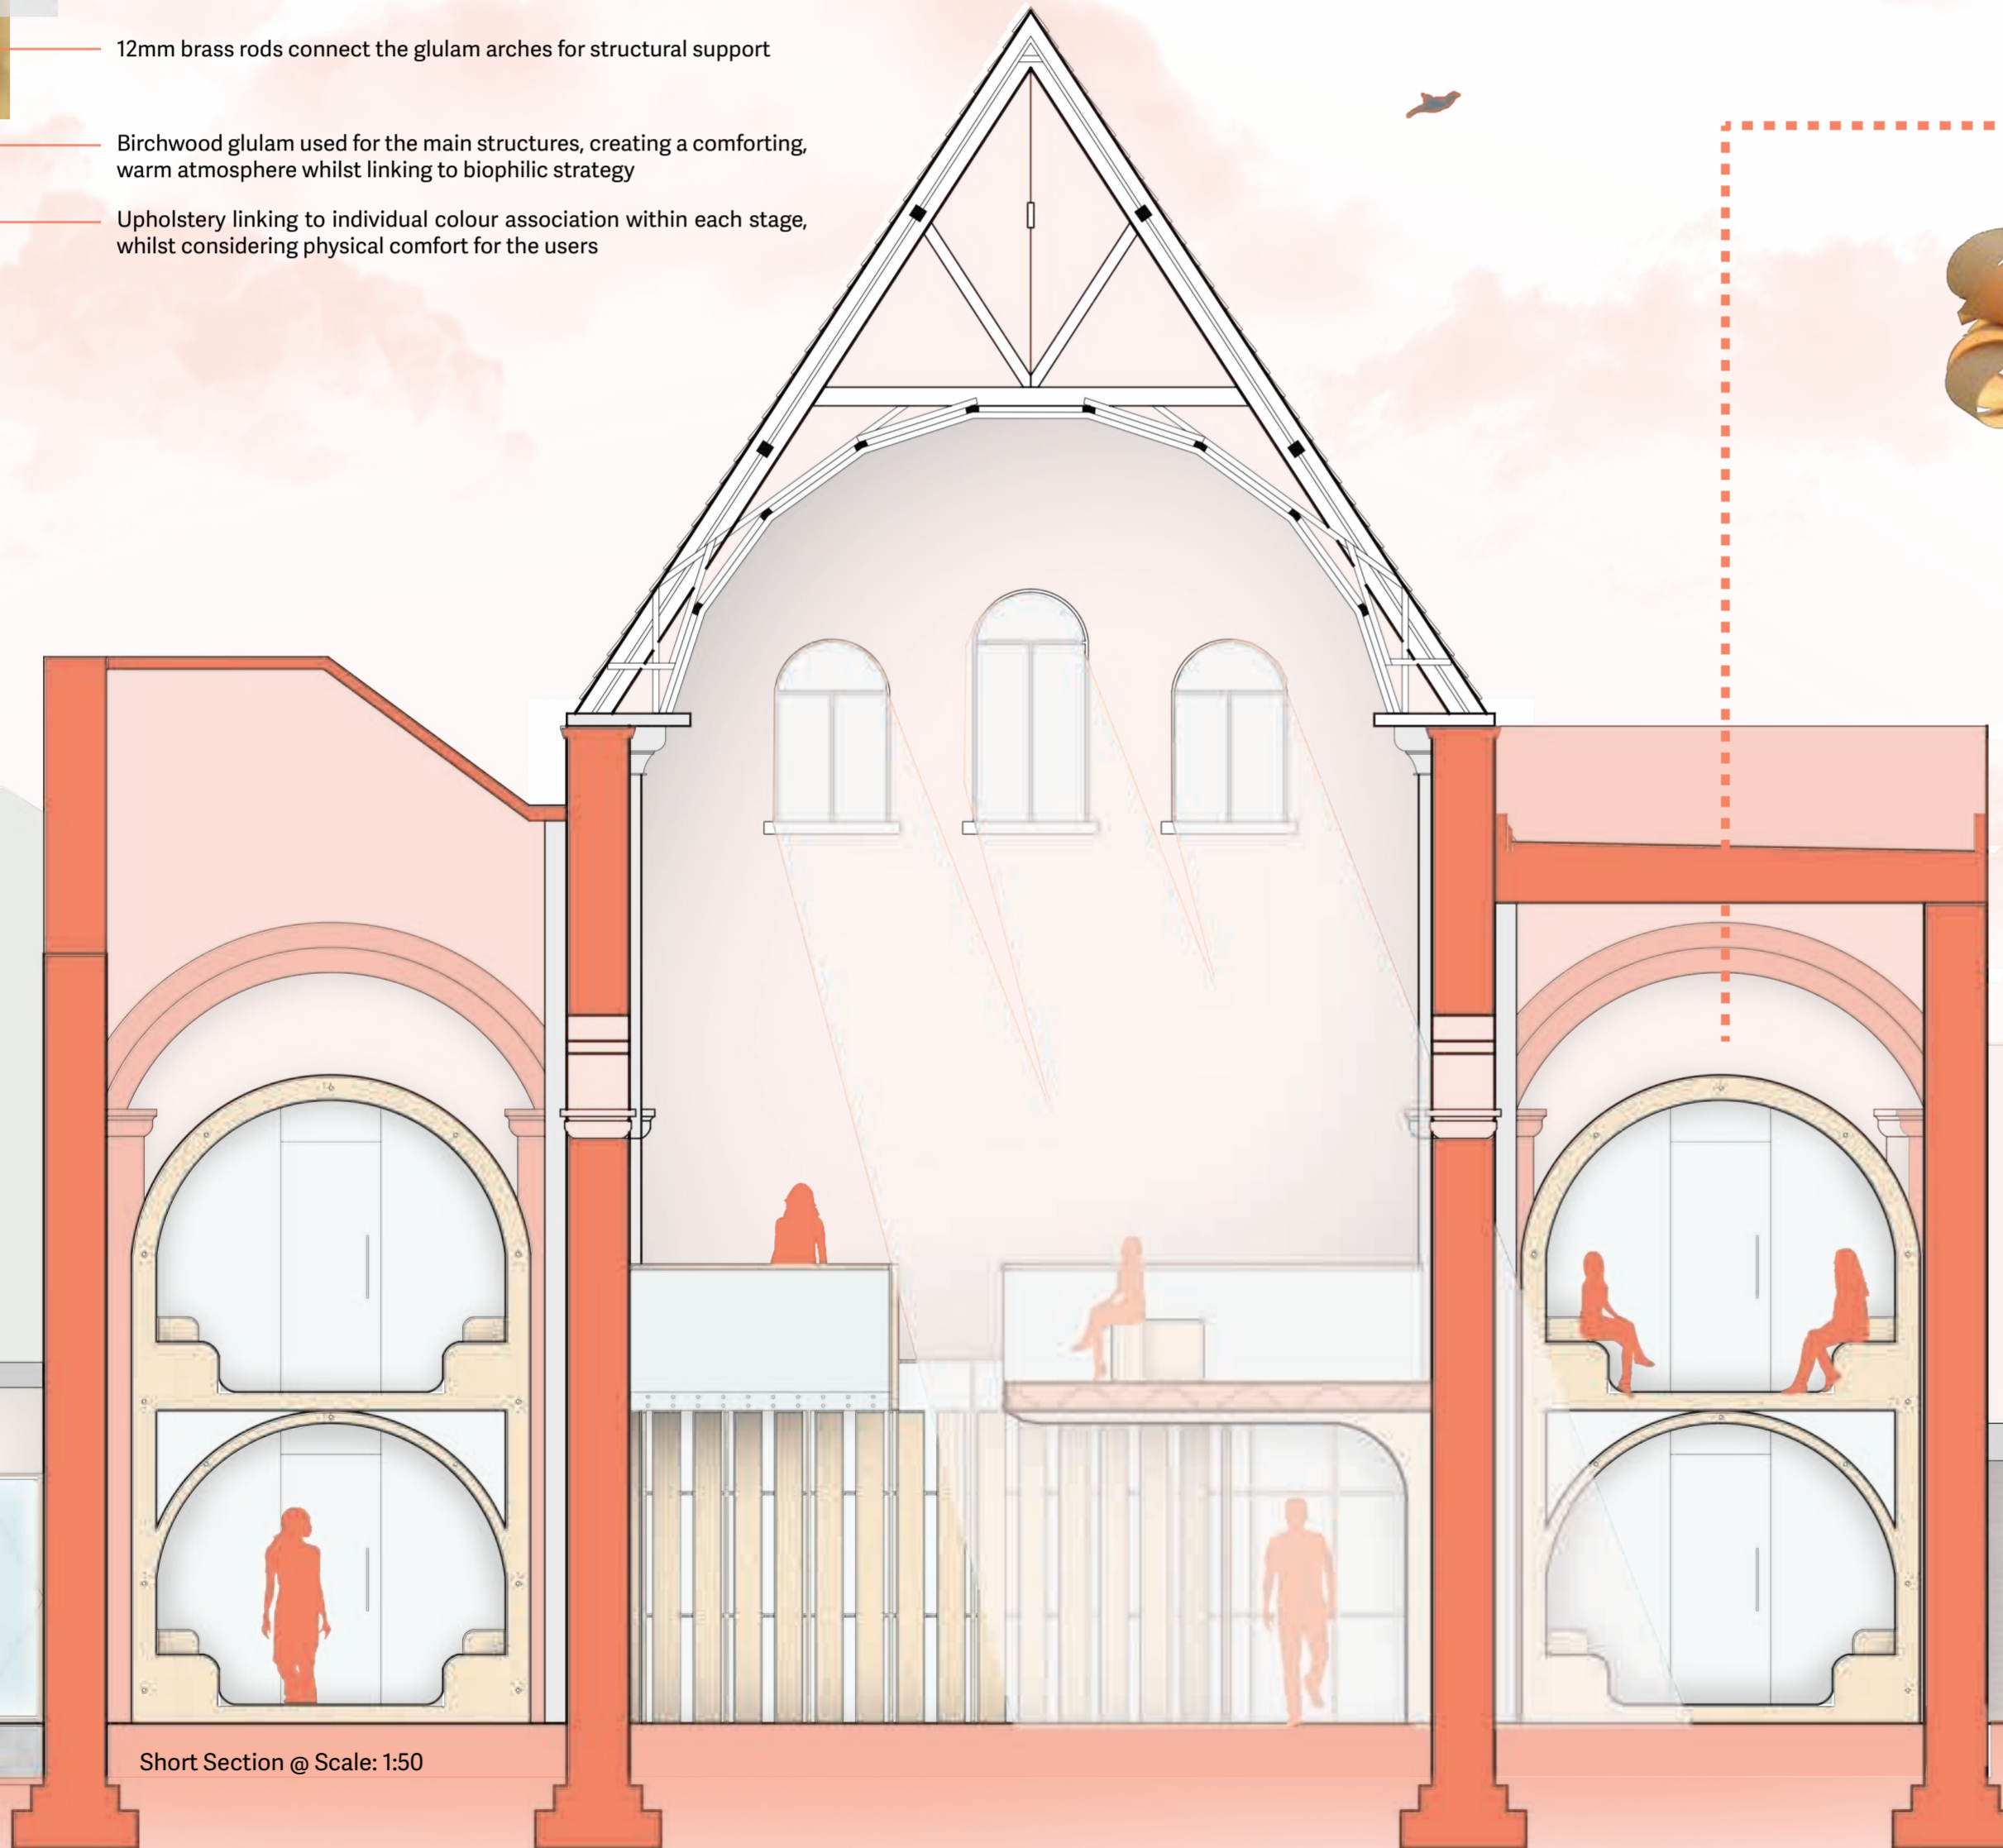 12mm brass rods connect the glulam arches for structural support
Birchwood glulam used for the main structures, creating a comforting,
warm atmosphere whilst linking to biophilic strategy
Upholstery linking to individual colour association within each stage,
whilst considering physical comfort for the users
Short Section @ Scale: 1:50